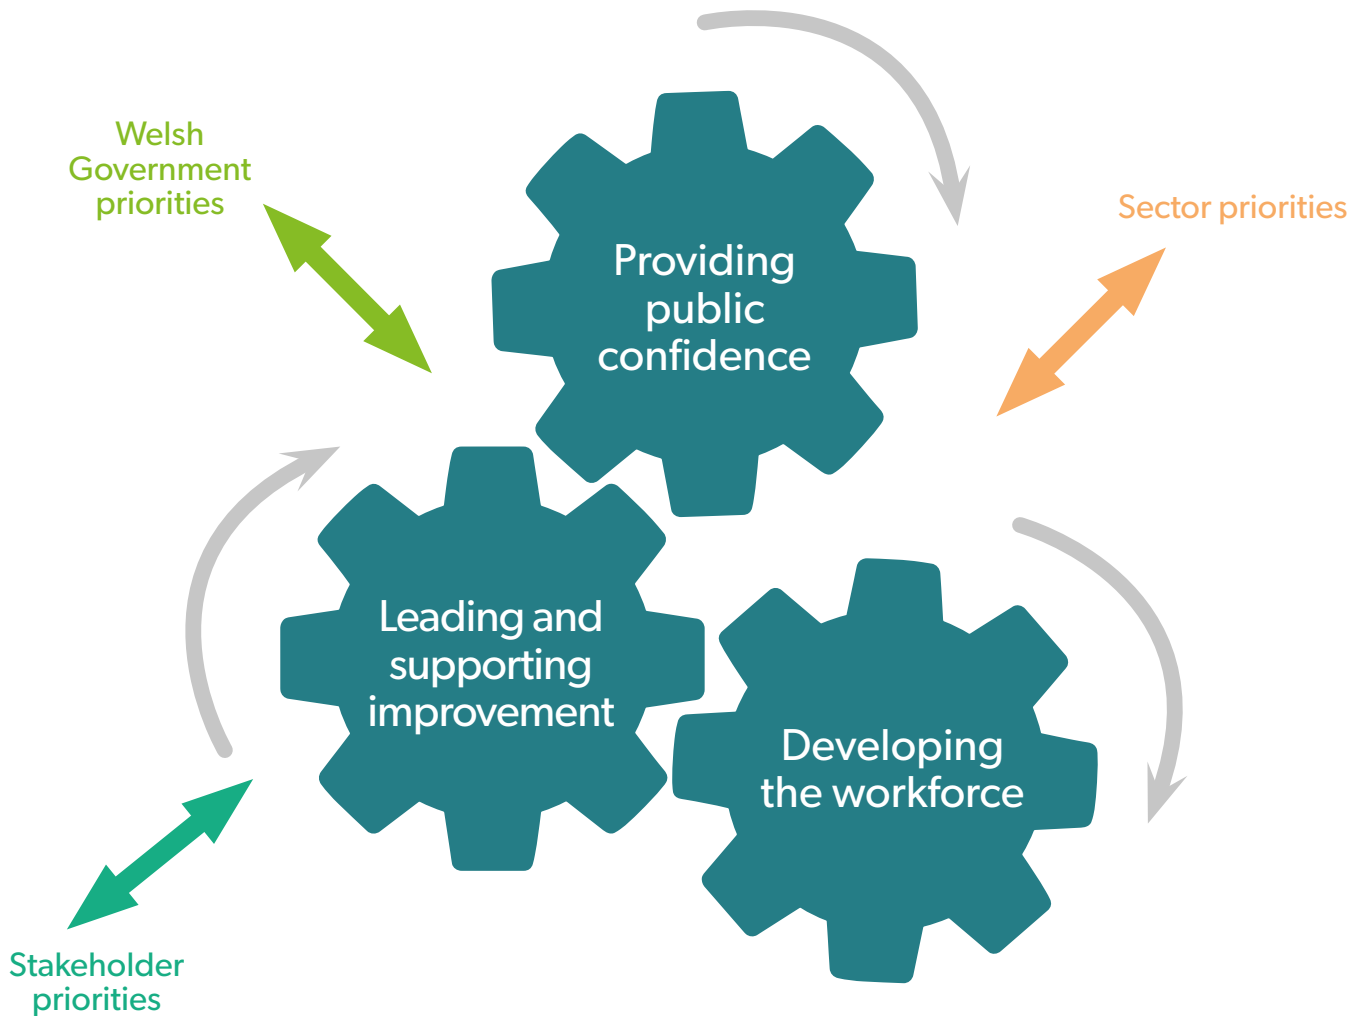 Welsh
Government
priorities
Sector priorities
Providing
public
confidence
Leading and
supporting
improvement
Developing
the workforce
Stakeholder
priorities